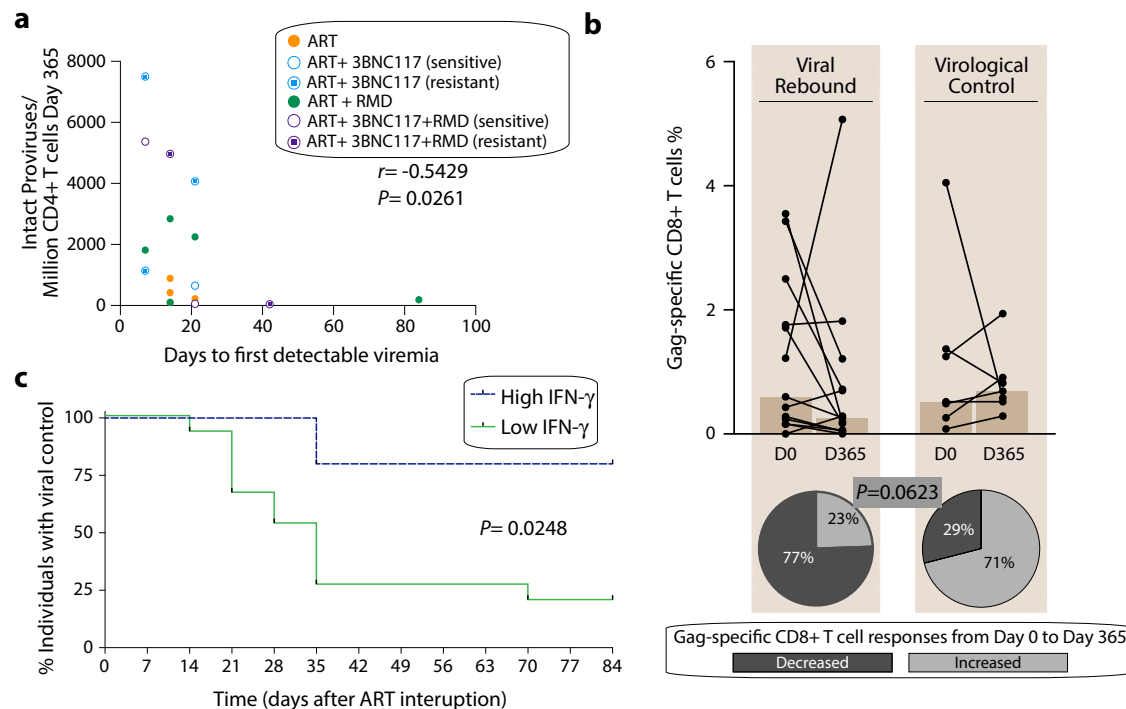 a
8000
6000
4000
2000
0
Intact Proviruses/
Million CD4+ T cells Day 365
ART
ART+ 3BNC117 (sensitive)
ART+ 3BNC117 (resistant)
ART + RMD
ART+ 3BNC117+RMD (sensitive)
ART+ 3BNC117+RMD (resistant)
r= -0.5429
P= 0.0261
0 20 40 60 80 100
Days to first detectable viremia
b
6
4
2
0
Gag-specific CD8+ T cells %
Viral
Rebound
Virological
Control
D0 D365 D0 D365
P=0.0623
23%
77%
29%
71%
Gag-specific CD8+ T cell responses from Day 0 to Day 365
Decreased Increased
c
High IFN-γ
Low IFN-γ
100
75
50
25
0
% Individuals with viral control
P= 0.0248
0 7 14 21 28 35 42 49 56 63 70 77 84
Time (days after ART interuption)